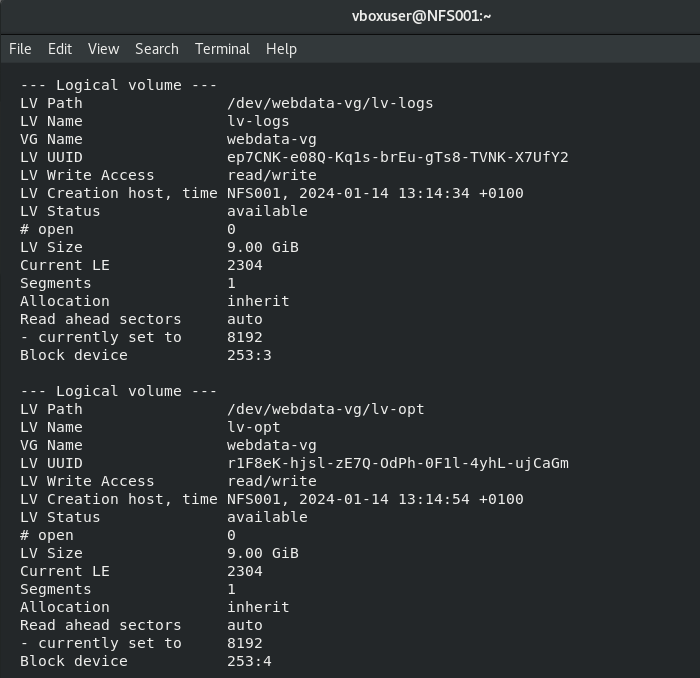 vboxuser@NFS001:~
File Edit View Search Terminal Help
--- Logical volume ---
LV Path                /dev/webdata-vg/lv-logs
LV Name                lv-logs
VG Name                webdata-vg
LV UUID                ep7CNK-e08Q-Kq1s-brEu-gTs8-TVNK-X7UfY2
LV Write Access        read/write
LV Creation host, time NFS001, 2024-01-14 13:14:34 +0100
LV Status              available
# open                 0
LV Size                9.00 GiB
Current LE             2304
Segments               1
Allocation             inherit
Read ahead sectors     auto
- currently set to     8192
Block device           253:3

--- Logical volume ---
LV Path                /dev/webdata-vg/lv-opt
LV Name                lv-opt
VG Name                webdata-vg
LV UUID                r1F8eK-hjsl-zE7Q-OdPh-0F1l-4yhL-ujCaGm
LV Write Access        read/write
LV Creation host, time NFS001, 2024-01-14 13:14:54 +0100
LV Status              available
# open                 0
LV Size                9.00 GiB
Current LE             2304
Segments               1
Allocation             inherit
Read ahead sectors     auto
- currently set to     8192
Block device           253:4